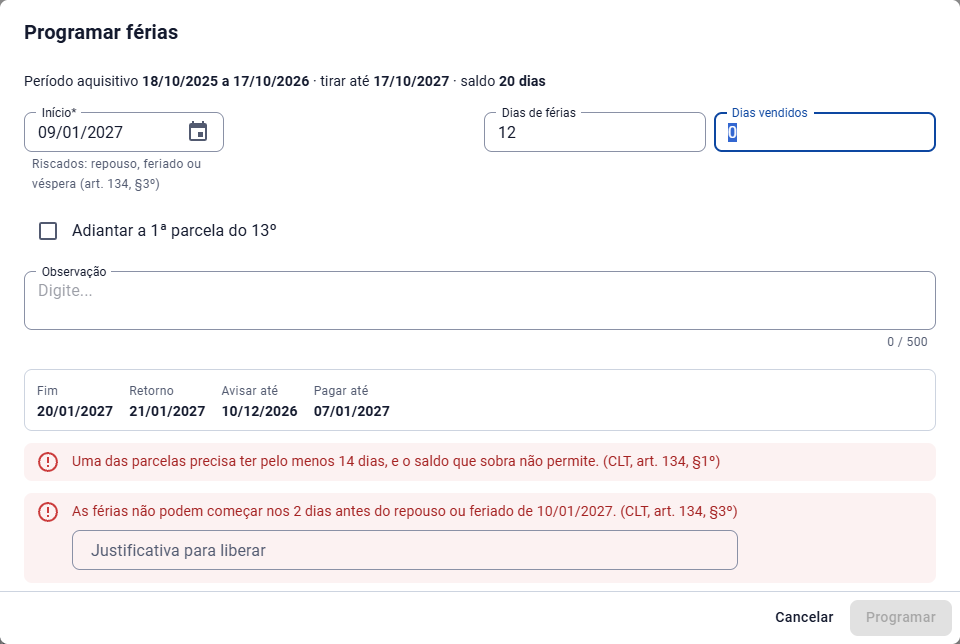 Programar férias
Período aquisitivo 18/10/2025 a 17/10/2026 · tirar até 17/10/2027 · saldo 20 dias
Início*
09/01/2027
Riscados: repouso, feriado ou
véspera (art. 134, §3º)
Dias de férias
12
Dias vendidos
0
Adiantar a 1ª parcela do 13º
Observação
Digite...
0 / 500
Fim
20/01/2027
Retorno
21/01/2027
Avisar até
10/12/2026
Pagar até
07/01/2027
Uma das parcelas precisa ter pelo menos 14 dias, e o saldo que sobra não permite. (CLT, art. 134, §1º)
As férias não podem começar nos 2 dias antes do repouso ou feriado de 10/01/2027. (CLT, art. 134, §3º)
Justificativa para liberar
Cancelar
Programar